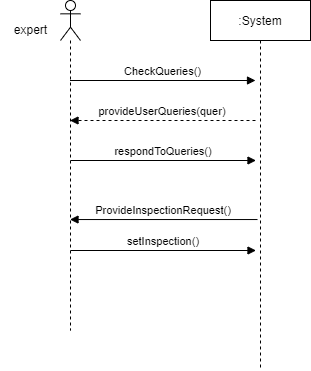 expert
:System
CheckQueries()
provideUserQueries(quer)
respondToQueries()
ProvideInspectionRequest()
setInspection()